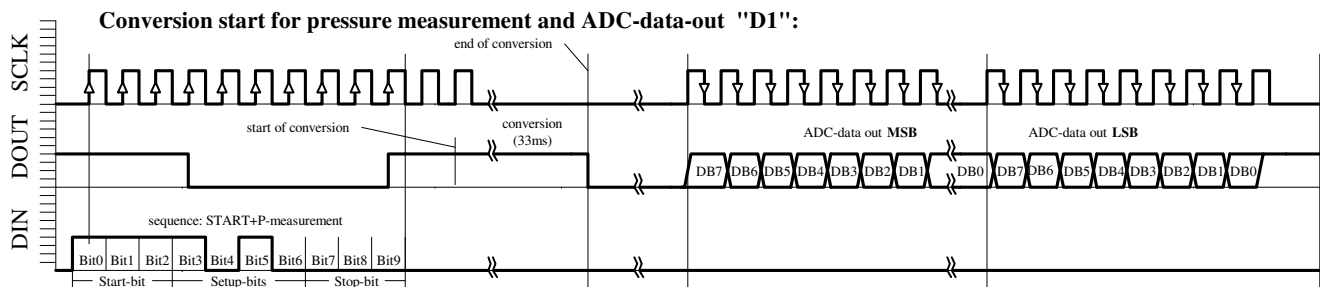 Conversion start for pressure measurement and ADC-data-out "D1":
end of conversion
SCLK
start of conversion
conversion
(33ms)
ADC-data out MSB
ADC-data out LSB
DOUT
DB7 DB6 DB5 DB4 DB3 DB2 DB1 DB0 DB7 DB6 DB5 DB4 DB3 DB2 DB1 DB0
sequence: START+P-measurement
DIN
Bit0 Bit1 Bit2 Bit3 Bit4 Bit5 Bit6 Bit7 Bit8 Bit9
Start-bit Setup-bits Stop-bit